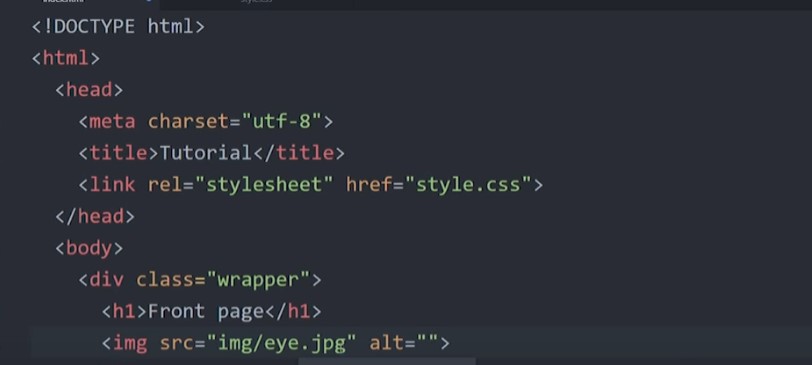 <!DOCTYPE html>
<html>
<head>
<meta charset="utf-8">
<title>Tutorial</title>
<link rel="stylesheet" href="style.css">
</head>
<body>
<div class="wrapper">
<h1>Front page</h1>
<img src="img/eye.jpg" alt="">